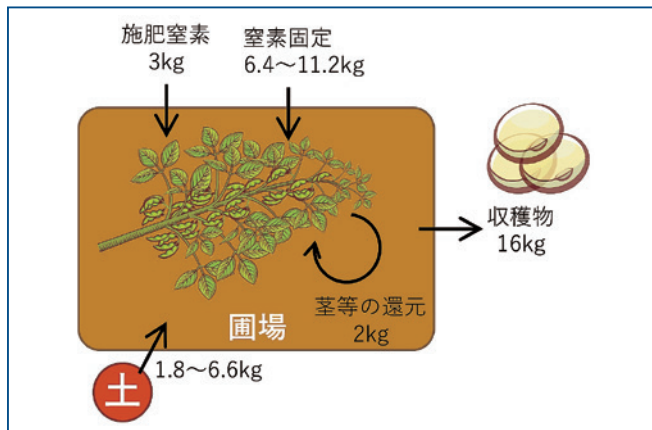 施肥窒素
3kg
窒素固定
6.4〜11.2kg
収穫物
16kg
茎等の還元
2kg
圃場
1.8〜6.6kg
土